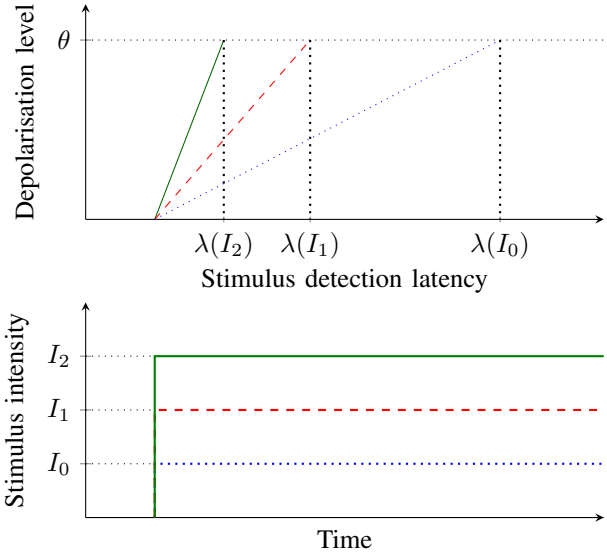 Depolarisation level
θ
λ(I₂) λ(I₁) λ(I₀)
Stimulus detection latency
Stimulus intensity
I₂
I₁
I₀
Time